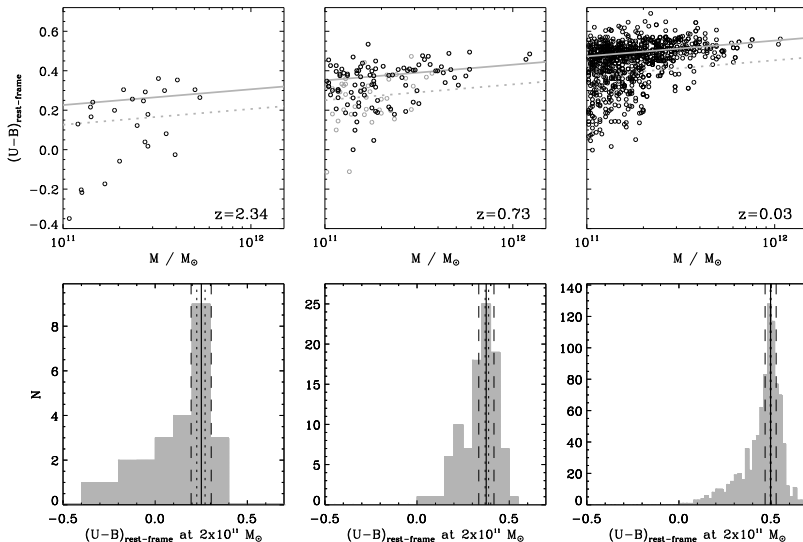 (U−B)rest−frame
0.6
0.4
0.2
0.0
−0.2
−0.4
z=2.34
z=0.73
z=0.03
10¹¹ 10¹²
10¹¹ 10¹²
10¹¹ 10¹²
M / M☉
M / M☉
M / M☉
N
8
6
4
2
0
25
20
15
10
5
0
140
120
100
80
60
40
20
0
−0.5 0.0 0.5
−0.5 0.0 0.5
−0.5 0.0 0.5
(U−B)rest−frame at 2x10¹¹ M☉
(U−B)rest−frame at 2x10¹¹ M☉
(U−B)rest−frame at 2x10¹¹ M☉